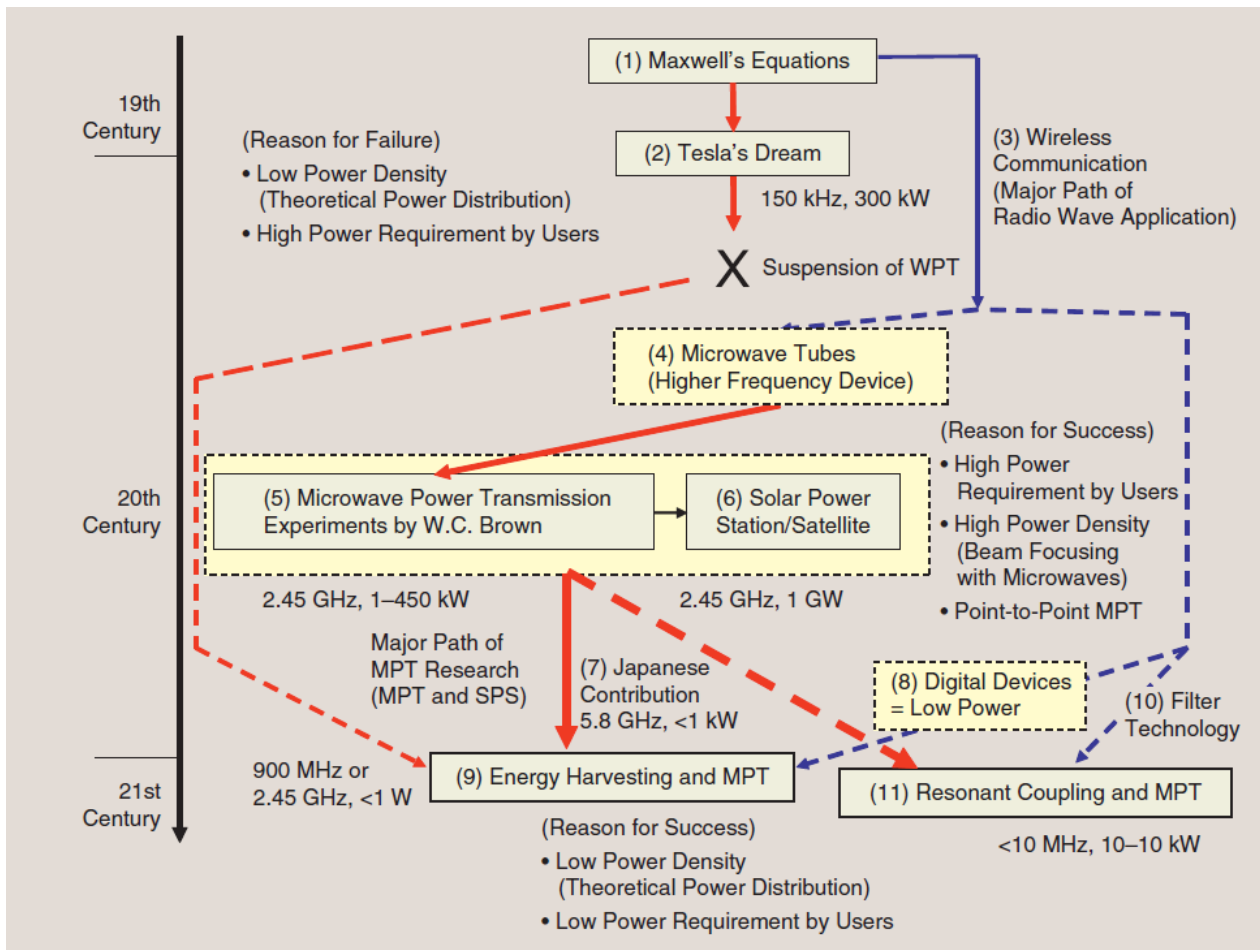 (1) Maxwell's Equations
19th
Century
(Reason for Failure)
• Low Power Density
(Theoretical Power Distribution)
• High Power Requirement by Users
(2) Tesla's Dream
150 kHz, 300 kW
(3) Wireless
Communication
(Major Path of
Radio Wave Application)
X
Suspension of WPT
(4) Microwave Tubes
(Higher Frequency Device)
20th
Century
(5) Microwave Power Transmission
Experiments by W.C. Brown
(6) Solar Power
Station/Satellite
(Reason for Success)
• High Power
Requirement by Users
• High Power Density
(Beam Focusing
with Microwaves)
• Point-to-Point MPT
2.45 GHz, 1–450 kW
2.45 GHz, 1 GW
Major Path of
MPT Research
(MPT and SPS)
(7) Japanese
Contribution
5.8 GHz, <1 kW
(8) Digital Devices
= Low Power
(10) Filter
Technology
21st
Century
900 MHz or
2.45 GHz, <1 W
(9) Energy Harvesting and MPT
(11) Resonant Coupling and MPT
<10 MHz, 10–10 kW
(Reason for Success)
• Low Power Density
(Theoretical Power Distribution)
• Low Power Requirement by Users